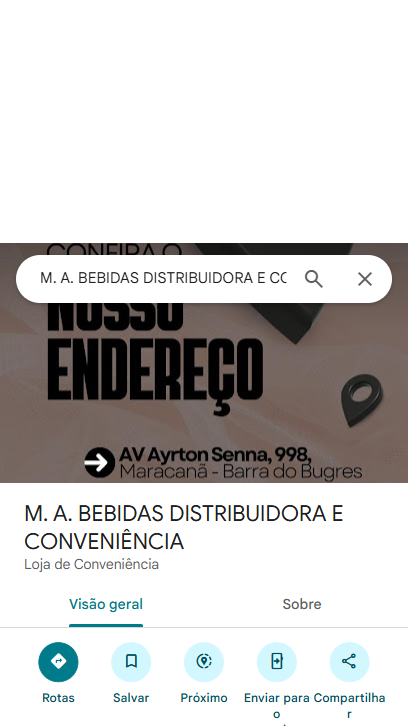 CONFIRA O
M. A. BEBIDAS DISTRIBUIDORA E CO
NOSSO
ENDEREÇO
AV Ayrton Senna, 998,
Maracanã - Barra do Bugres
M. A. BEBIDAS DISTRIBUIDORA E
CONVENIÊNCIA
Loja de Conveniência
Visão geral Sobre
Rotas Salvar Próximo Enviar para o Compartilhar